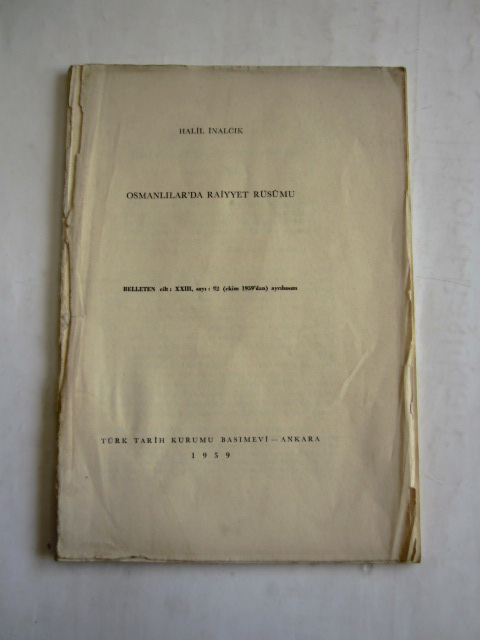 HALİL İNALCIK
OSMANLILAR'DA RAİYYET RÜSÛMU
BELLETEN cilt : XXIII, sayı : 92 (ekim 1959'dan) ayrıbasım
TÜRK TARİH KURUMU BASIMEVİ — ANKARA
1959